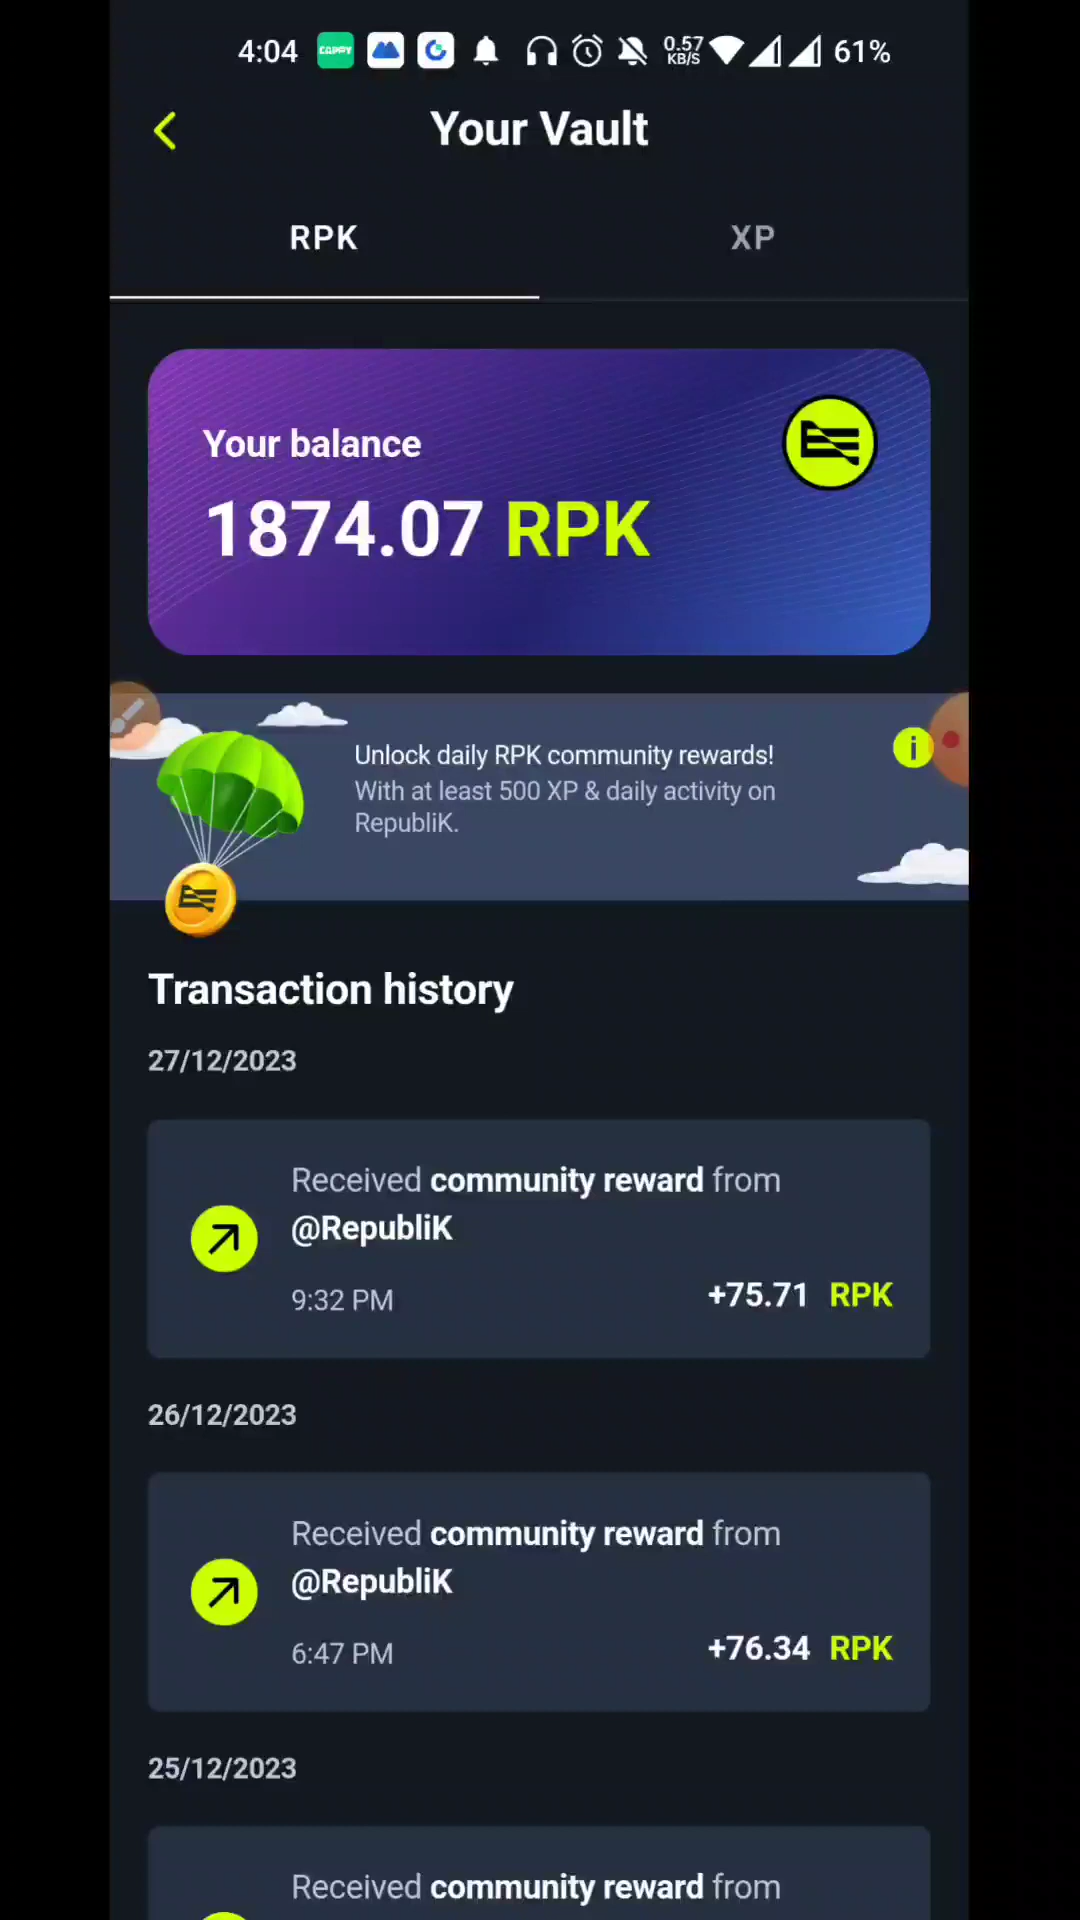 4:04 CAPPY 0.57 KB/S 61%
Your Vault
RPK XP
Your balance
1874.07 RPK
Unlock daily RPK community rewards!
With at least 500 XP & daily activity on
RepubliK.
Transaction history
27/12/2023
Received community reward from
@RepubliK
9:32 PM +75.71 RPK
26/12/2023
Received community reward from
@RepubliK
6:47 PM +76.34 RPK
25/12/2023
Received community reward from